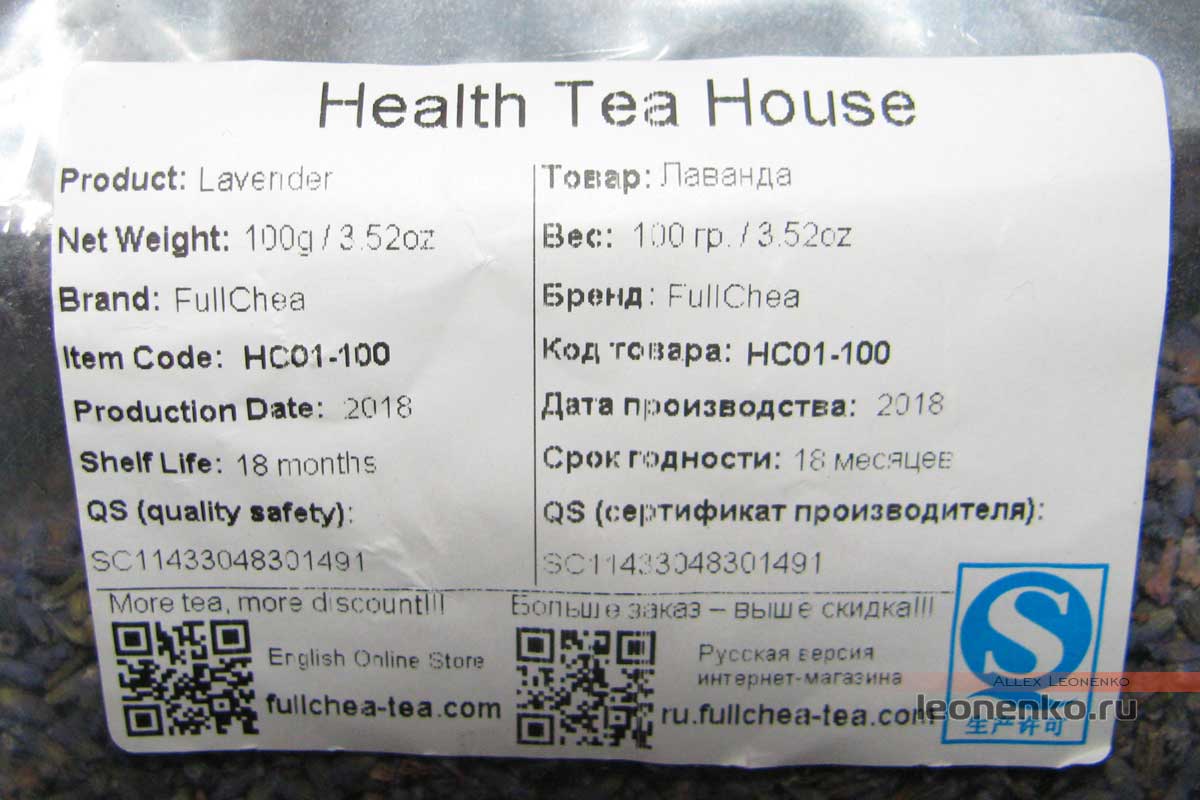 Health Tea House
Product: Lavender
Net Weight: 100g / 3.52oz
Brand: FullChea
Item Code: HC01-100
Production Date: 2018
Shelf Life: 18 months
QS (quality safety):
SC11433048301491
Товар: Лаванда
Вес: 100 гр. / 3.52oz
Бренд: FullChea
Код товара: HC01-100
Дата производства: 2018
Срок годности: 18 месяцев
QS (сертификат производителя):
SC11433048301491
More tea, more discount!!!
English Online Store
fullchea-tea.com
Больше заказ – выше скидка!!!
Русская версия
интернет-магазина
ru.fullchea-tea.com
S
生产许可
Allex Leonenko
leonenko.ru